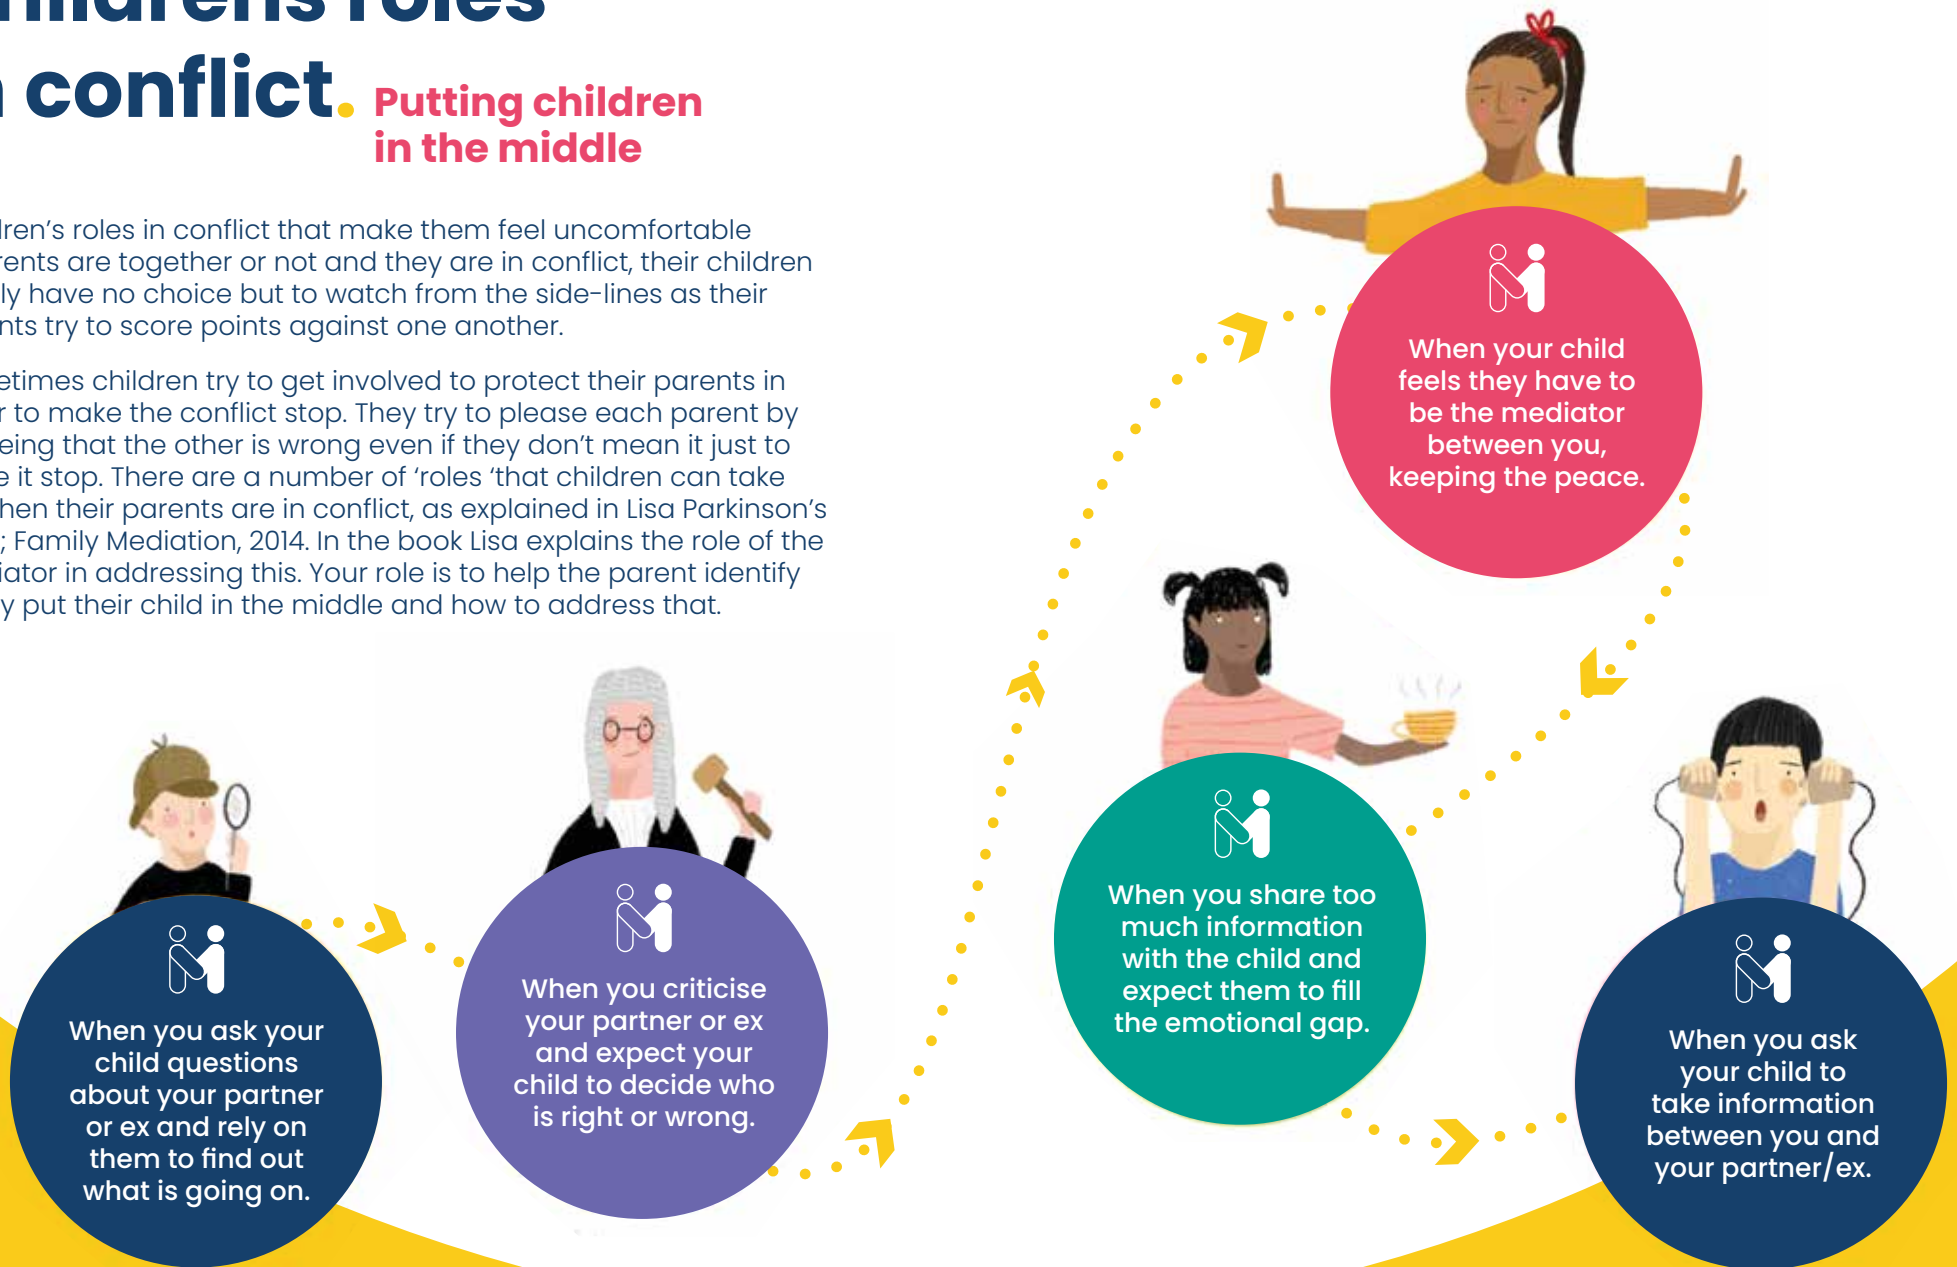 hildrens roles
n conflict.
Putting children
in the middle
dren's roles in conflict that make them feel uncomfortable
rents are together or not and they are in conflict, their children
ly have no choice but to watch from the side-lines as their
nts try to score points against one another.
etimes children try to get involved to protect their parents in
r to make the conflict stop. They try to please each parent by
eing that the other is wrong even if they don't mean it just to
e it stop. There are a number of 'roles 'that children can take
hen their parents are in conflict, as explained in Lisa Parkinson's
; Family Mediation, 2014. In the book Lisa explains the role of the
iator in addressing this. Your role is to help the parent identify
y put their child in the middle and how to address that.
When you ask your
child questions
about your partner
or ex and rely on
them to find out
what is going on.
When you criticise
your partner or ex
and expect your
child to decide who
is right or wrong.
When your child
feels they have to
be the mediator
between you,
keeping the peace.
When you share too
much information
with the child and
expect them to fill
the emotional gap.
When you ask
your child to
take information
between you and
your partner/ex.